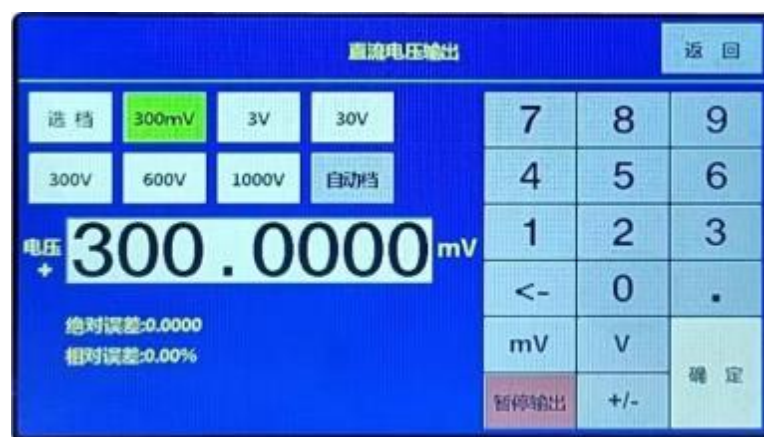 直流电压输出
返 回
选 档
300mV
3V
30V
300V
600V
1000V
自动档
电压
+
300.0000
mV
绝对误差:0.0000
相对误差:0.00%
7
8
9
4
5
6
1
2
3
<-
0
.
mV
V
确 定
暂停输出
+/-